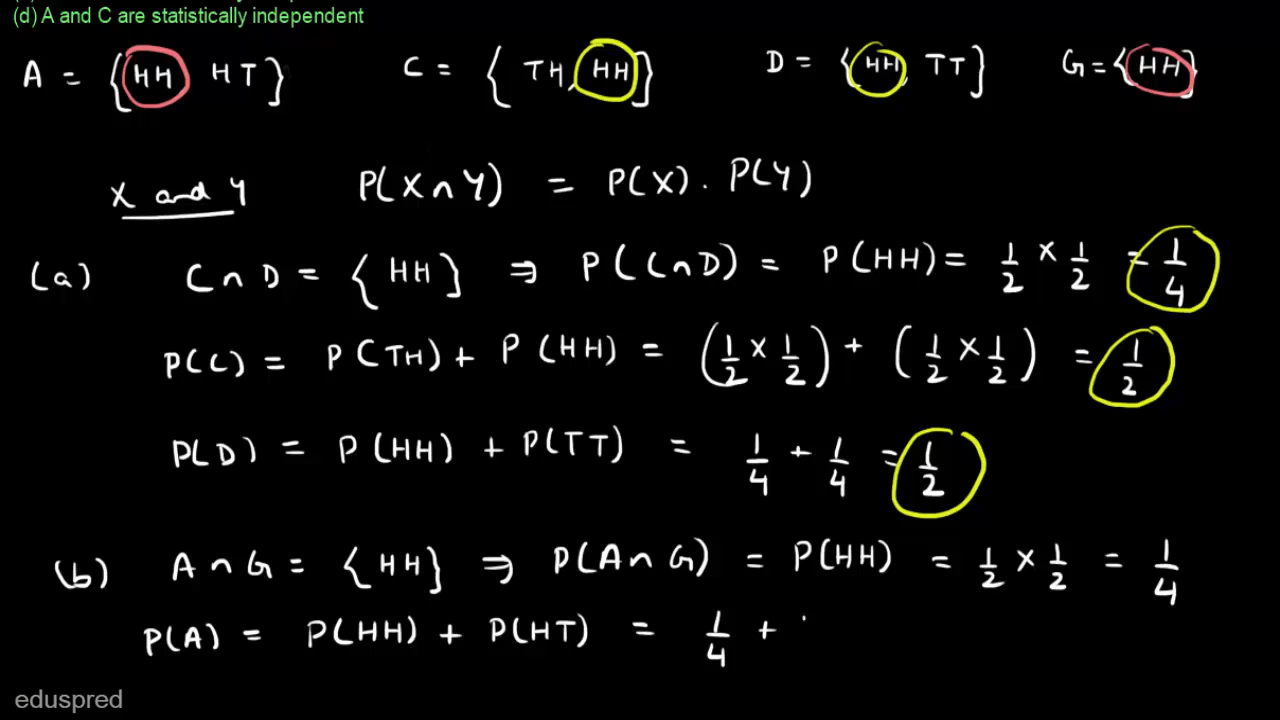 (d) A and C are statistically independent
A = {HH HT} C = {TH, HH} D = {HH, TT} G = {HH}
X and Y P(X∩Y) = P(X) . P(Y)
(a) C∩D = {HH} ⇒ P(C∩D) = P(HH) = 1/2 × 1/2 = 1/4
P(C) = P(TH) + P(HH) = (1/2 × 1/2) + (1/2 × 1/2) = 1/2
P(D) = P(HH) + P(TT) = 1/4 + 1/4 = 1/2
(b) A∩G = {HH} ⇒ P(A∩G) = P(HH) = 1/2 × 1/2 = 1/4
P(A) = P(HH) + P(HT) = 1/4 +
eduspred